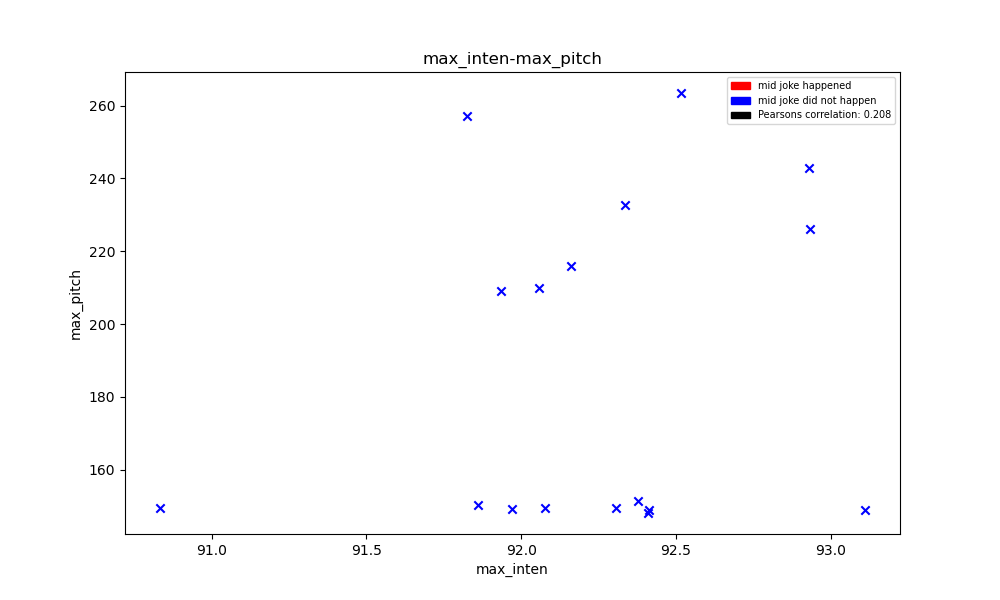 max_inten-max_pitch
mid joke happened
mid joke did not happen
Pearsons correlation: 0.208
260
240
220
200
180
160
max_pitch
91.0 91.5 92.0 92.5 93.0
max_inten